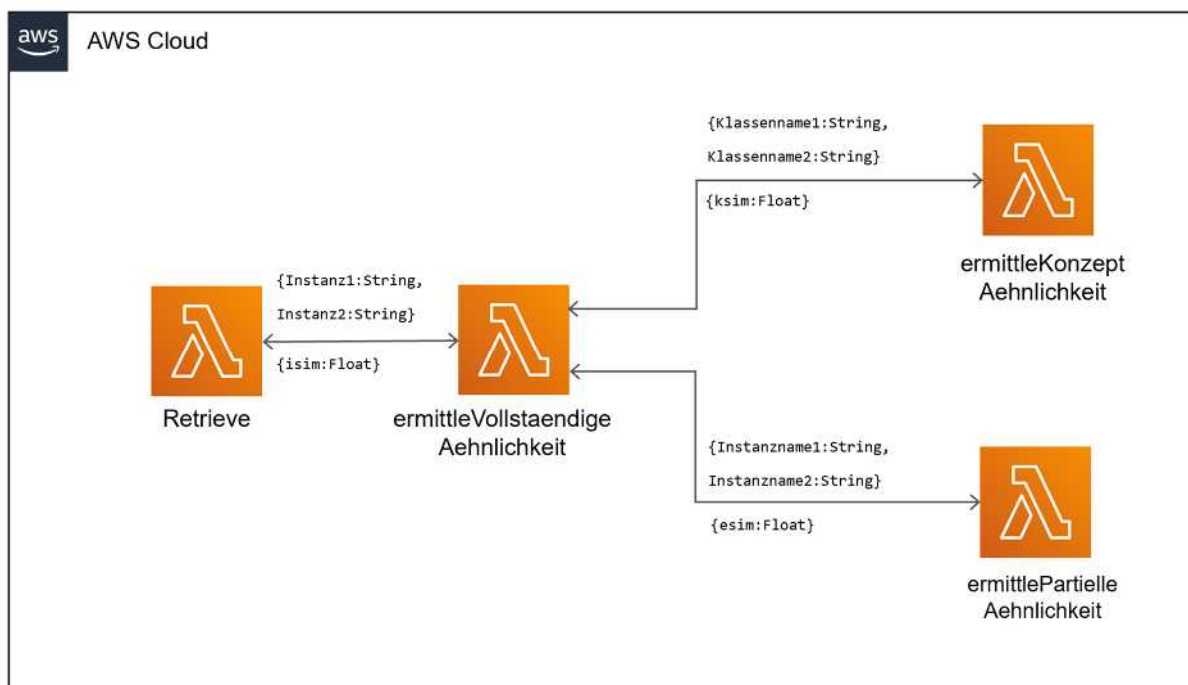 aws
AWS Cloud
{Klassenname1:String,
Klassenname2:String}
{ksim:Float}
ermittleKonzept
Aehnlichkeit
{Instanz1:String,
Instanz2:String}
{isim:Float}
Retrieve
ermittleVollstaendige
Aehnlichkeit
{Instanzname1:String,
Instanzname2:String}
{esim:Float}
ermittlePartielle
Aehnlichkeit